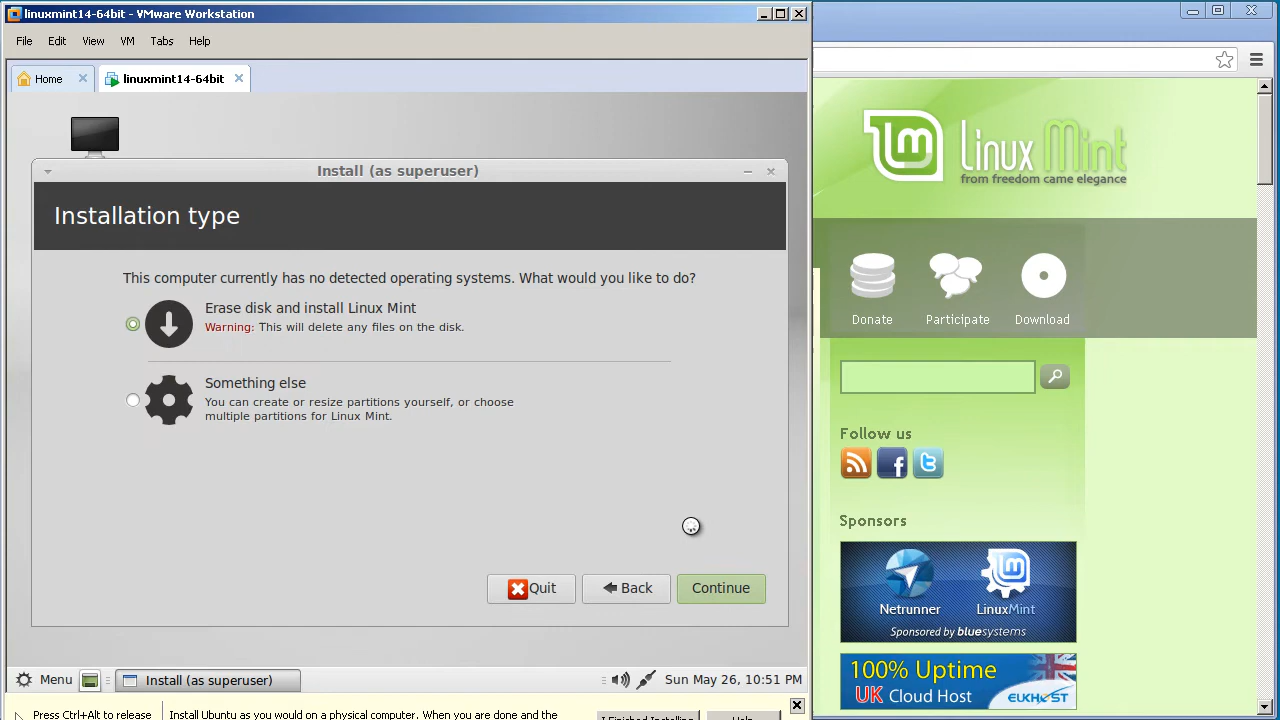 linuxmint14-64bit - VMware Workstation
File Edit View VM Tabs Help
Home
linuxmint14-64bit
Install (as superuser)
Installation type
This computer currently has no detected operating systems. What would you like to do?
Erase disk and install Linux Mint
Warning: This will delete any files on the disk.
Something else
You can create or resize partitions yourself, or choose
multiple partitions for Linux Mint.
Quit
Back
Continue
Menu
Install (as superuser)
Sun May 26, 10:51 PM
Install Ubuntu as you would on a physical computer. When you are done and the
I Finished Installing
Help
Linux Mint
from freedom came elegance
Donate
Participate
Download
Follow us
Sponsors
Netrunner
LinuxMint
Sponsored by bluesystems
100% Uptime
UK Cloud Host
EUKHOST